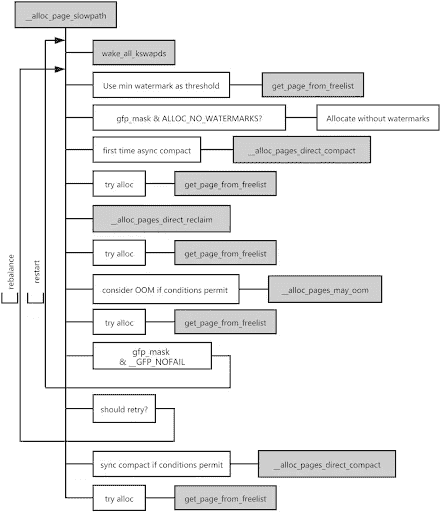 __alloc_page_slowpath
wake_all_kswapds
Use min watermark as threshold
get_page_from_freelist
gfp_mask & ALLOC_NO_WATERMARKS?
Allocate without watermarks
first time async compact
__alloc_pages_direct_compact
try alloc
get_page_from_freelist
__alloc_pages_direct_reclaim
try alloc
get_page_from_freelist
rebalance
restart
consider OOM if conditions permit
__alloc_pages_may_oom
try alloc
get_page_from_freelist
gfp_mask
& __GFP_NOFAIL
should retry?
sync compact if conditions permit
__alloc_pages_direct_compact
try alloc
get_page_from_freelist